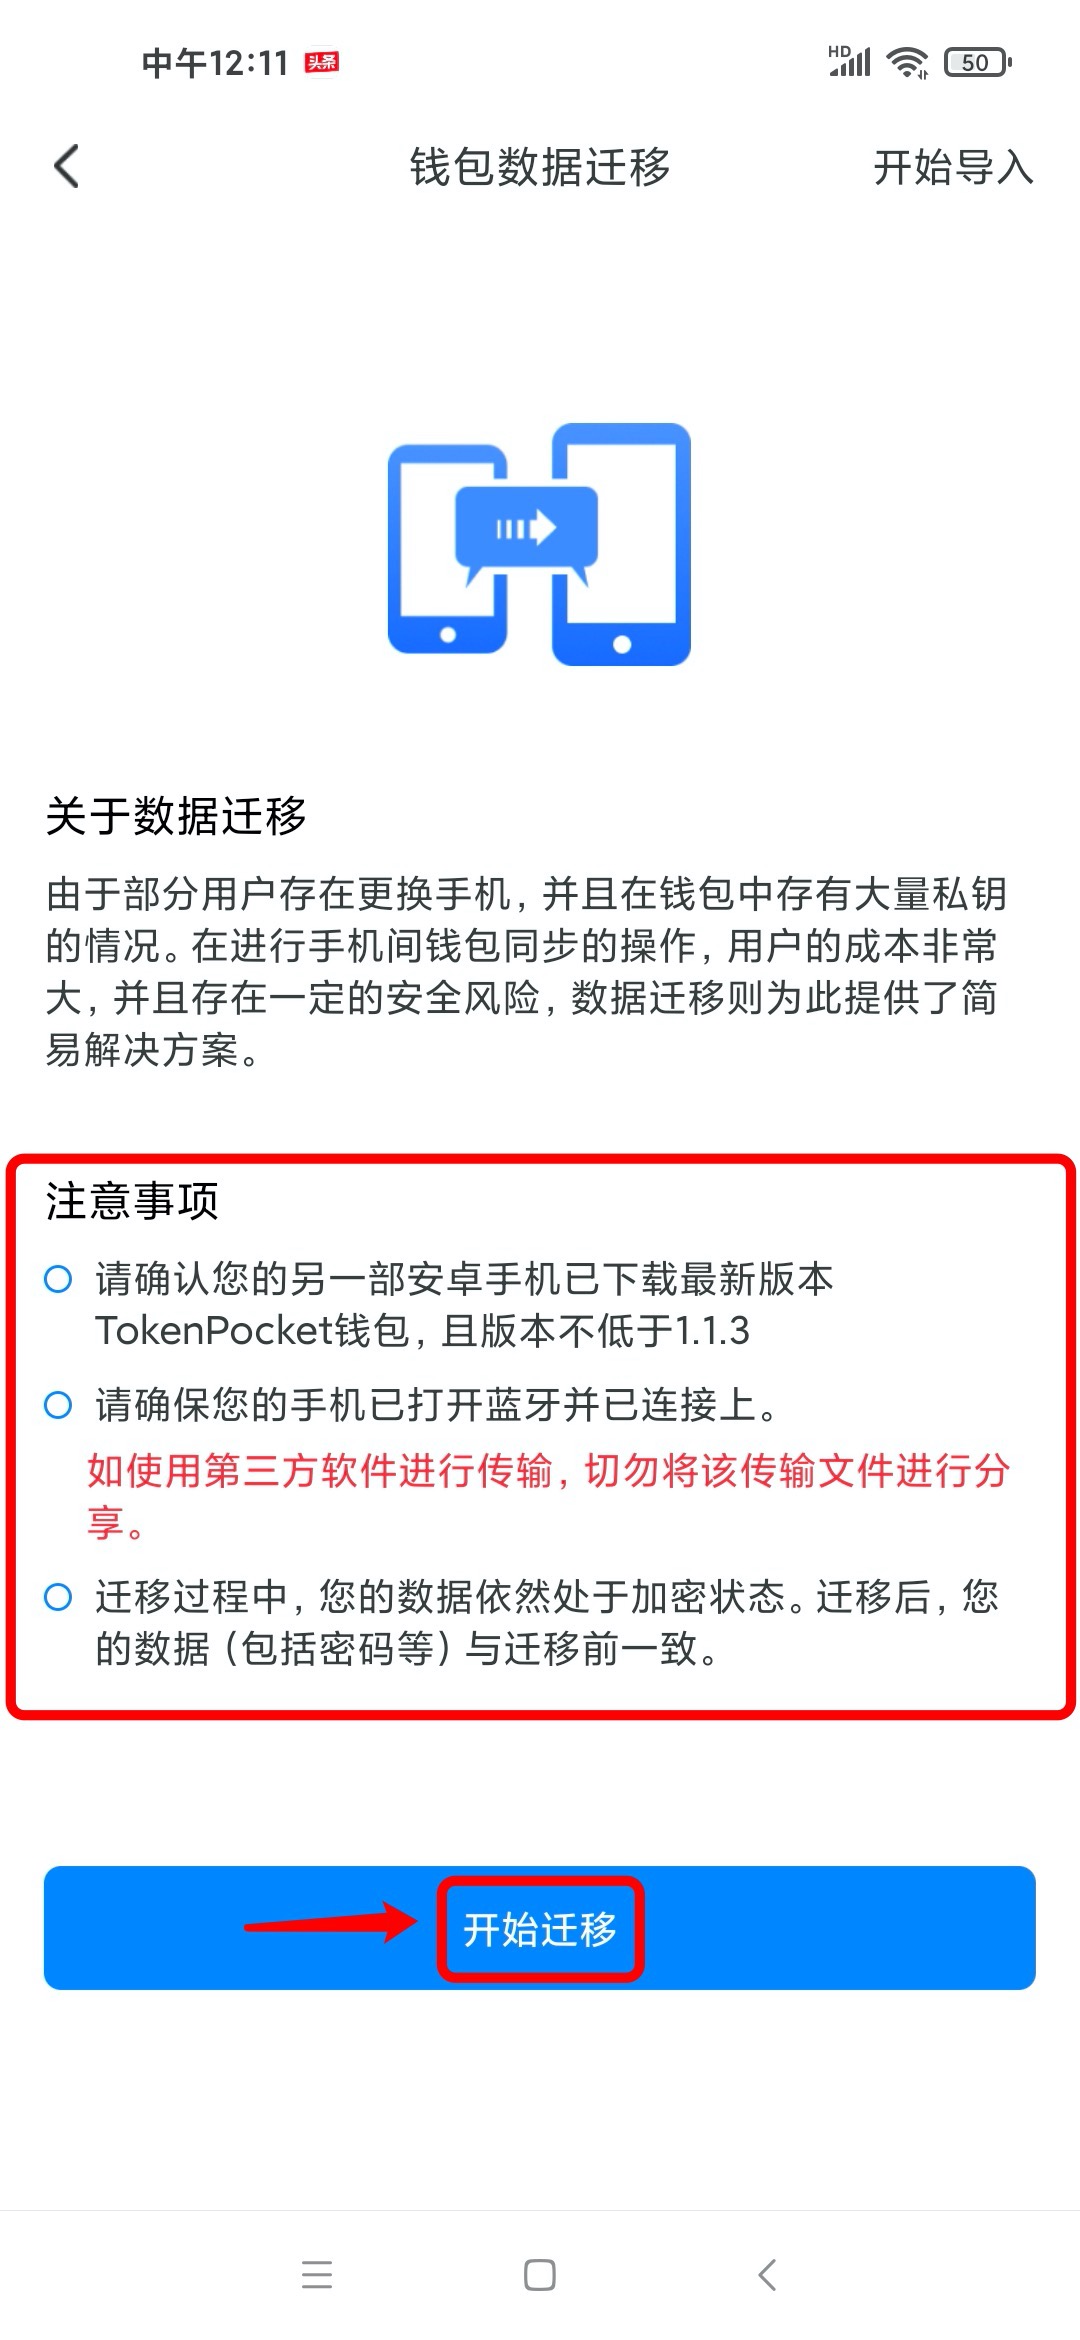 中午12:11 头条 HD 50
钱包数据迁移 开始导入
关于数据迁移
由于部分用户存在更换手机，并且在钱包中存有大量私钥
的情况。在进行手机间钱包同步的操作，用户的成本非常
大，并且存在一定的安全风险，数据迁移则为此提供了简
易解决方案。
注意事项
请确认您的另一部安卓手机已下载最新版本
TokenPocket钱包，且版本不低于1.1.3
请确保您的手机已打开蓝牙并已连接上。
如使用第三方软件进行传输，切勿将该传输文件进行分
享。
迁移过程中，您的数据依然处于加密状态。迁移后，您
的数据（包括密码等）与迁移前一致。
开始迁移